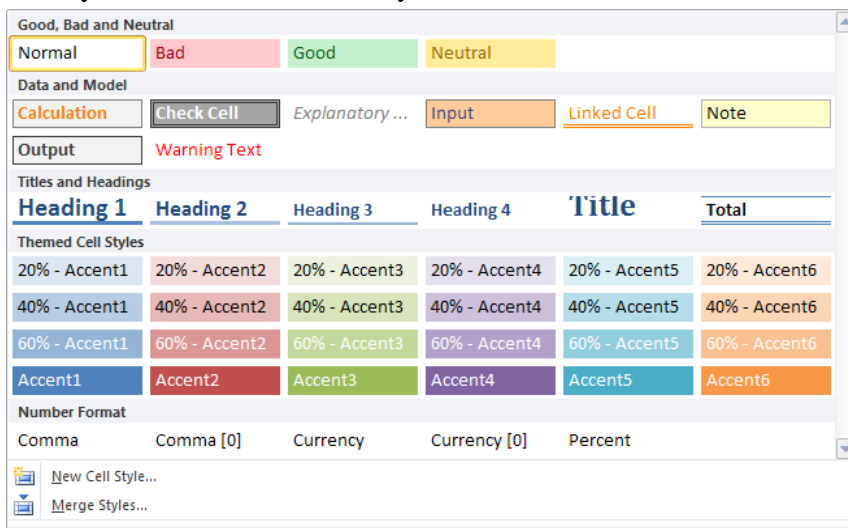 Good, Bad and Neutral
Normal Bad Good Neutral
Data and Model
Calculation Check Cell Explanatory ... Input Linked Cell Note
Output Warning Text
Titles and Headings
Heading 1 Heading 2 Heading 3 Heading 4 Title Total
Themed Cell Styles
20% - Accent1 20% - Accent2 20% - Accent3 20% - Accent4 20% - Accent5 20% - Accent6
40% - Accent1 40% - Accent2 40% - Accent3 40% - Accent4 40% - Accent5 40% - Accent6
60% - Accent1 60% - Accent2 60% - Accent3 60% - Accent4 60% - Accent5 60% - Accent6
Accent1 Accent2 Accent3 Accent4 Accent5 Accent6
Number Format
Comma Comma [0] Currency Currency [0] Percent
New Cell Style...
Merge Styles...